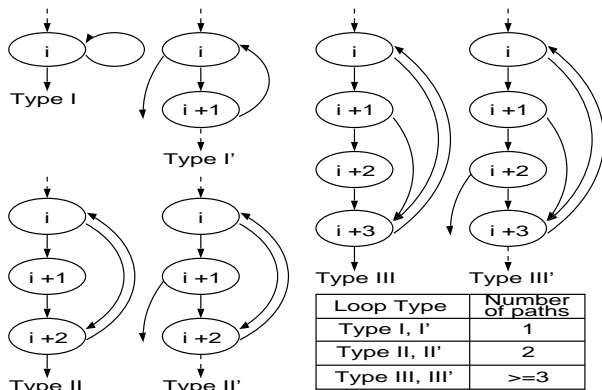 i
i
i
i
i +1
i +1
i +1
Type I
Type I'
i +2
i +2
i
i
i +3
i +3
i +1
i +1
Type III
Type III'
i +2
i +2
Type II
Type II'
Loop Type
Number
of paths
Type I, I'
1
Type II, II'
2
Type III, III'
>=3